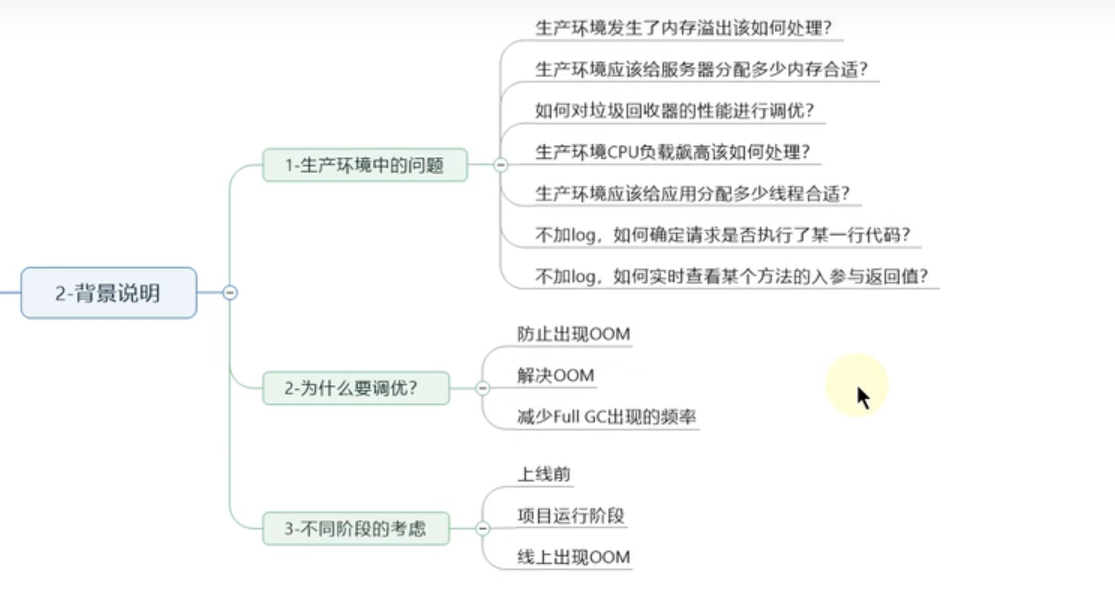 2-背景说明
1-生产环境中的问题
生产环境发生了内存溢出该如何处理？
生产环境应该给服务器分配多少内存合适？
如何对垃圾回收器的性能进行调优？
生产环境CPU负载飙高该如何处理？
生产环境应该给应用分配多少线程合适？
不加log，如何确定请求是否执行了某一行代码？
不加log，如何实时查看某个方法的入参与返回值？
2-为什么要调优？
防止出现OOM
解决OOM
减少Full GC出现的频率
3-不同阶段的考虑
上线前
项目运行阶段
线上出现OOM